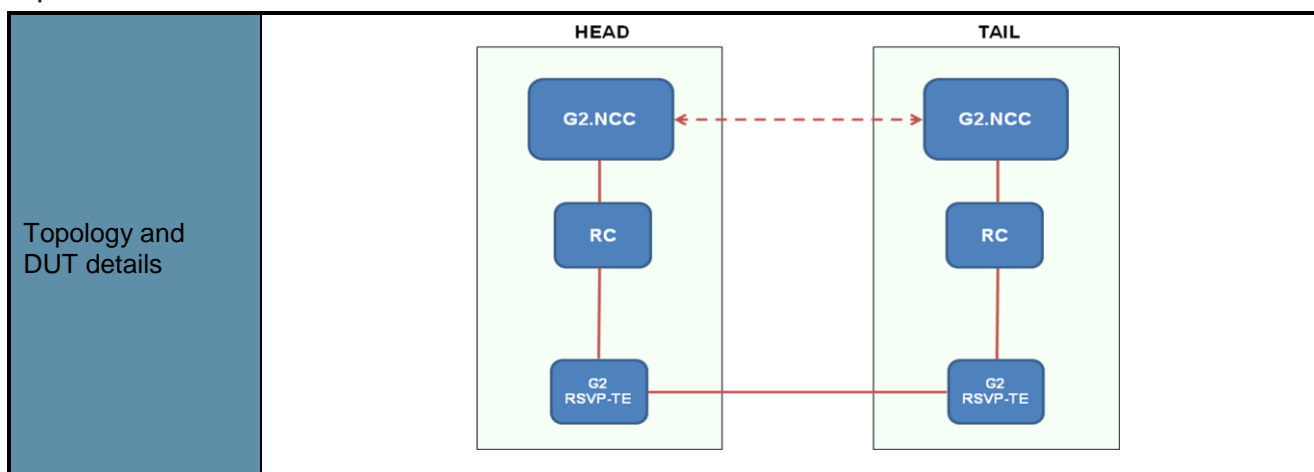 Topology and
DUT details
HEAD
TAIL
G2.NCC
G2.NCC
RC
RC
G2
RSVP-TE
G2
RSVP-TE